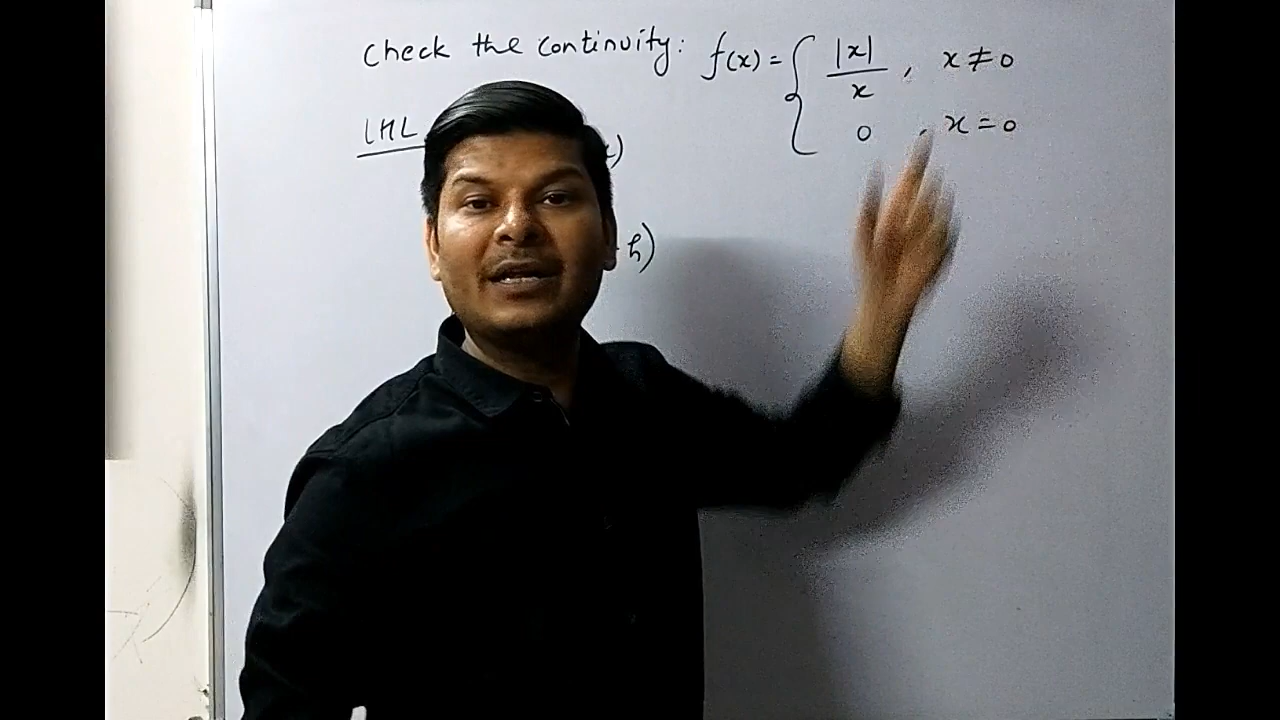 Check the continuity: f(x) = { |x|/x , x ≠ 0
0 , x = 0
LHL x)
h)